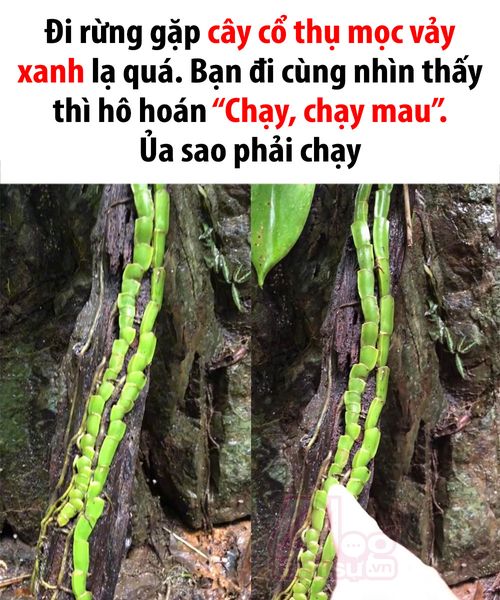 Đi rừng gặp cây cổ thụ mọc vảy
xanh lạ quá. Bạn đi cùng nhìn thấy
thì hô hoán “Chạy, chạy mau”.
Ủa sao phải chạy